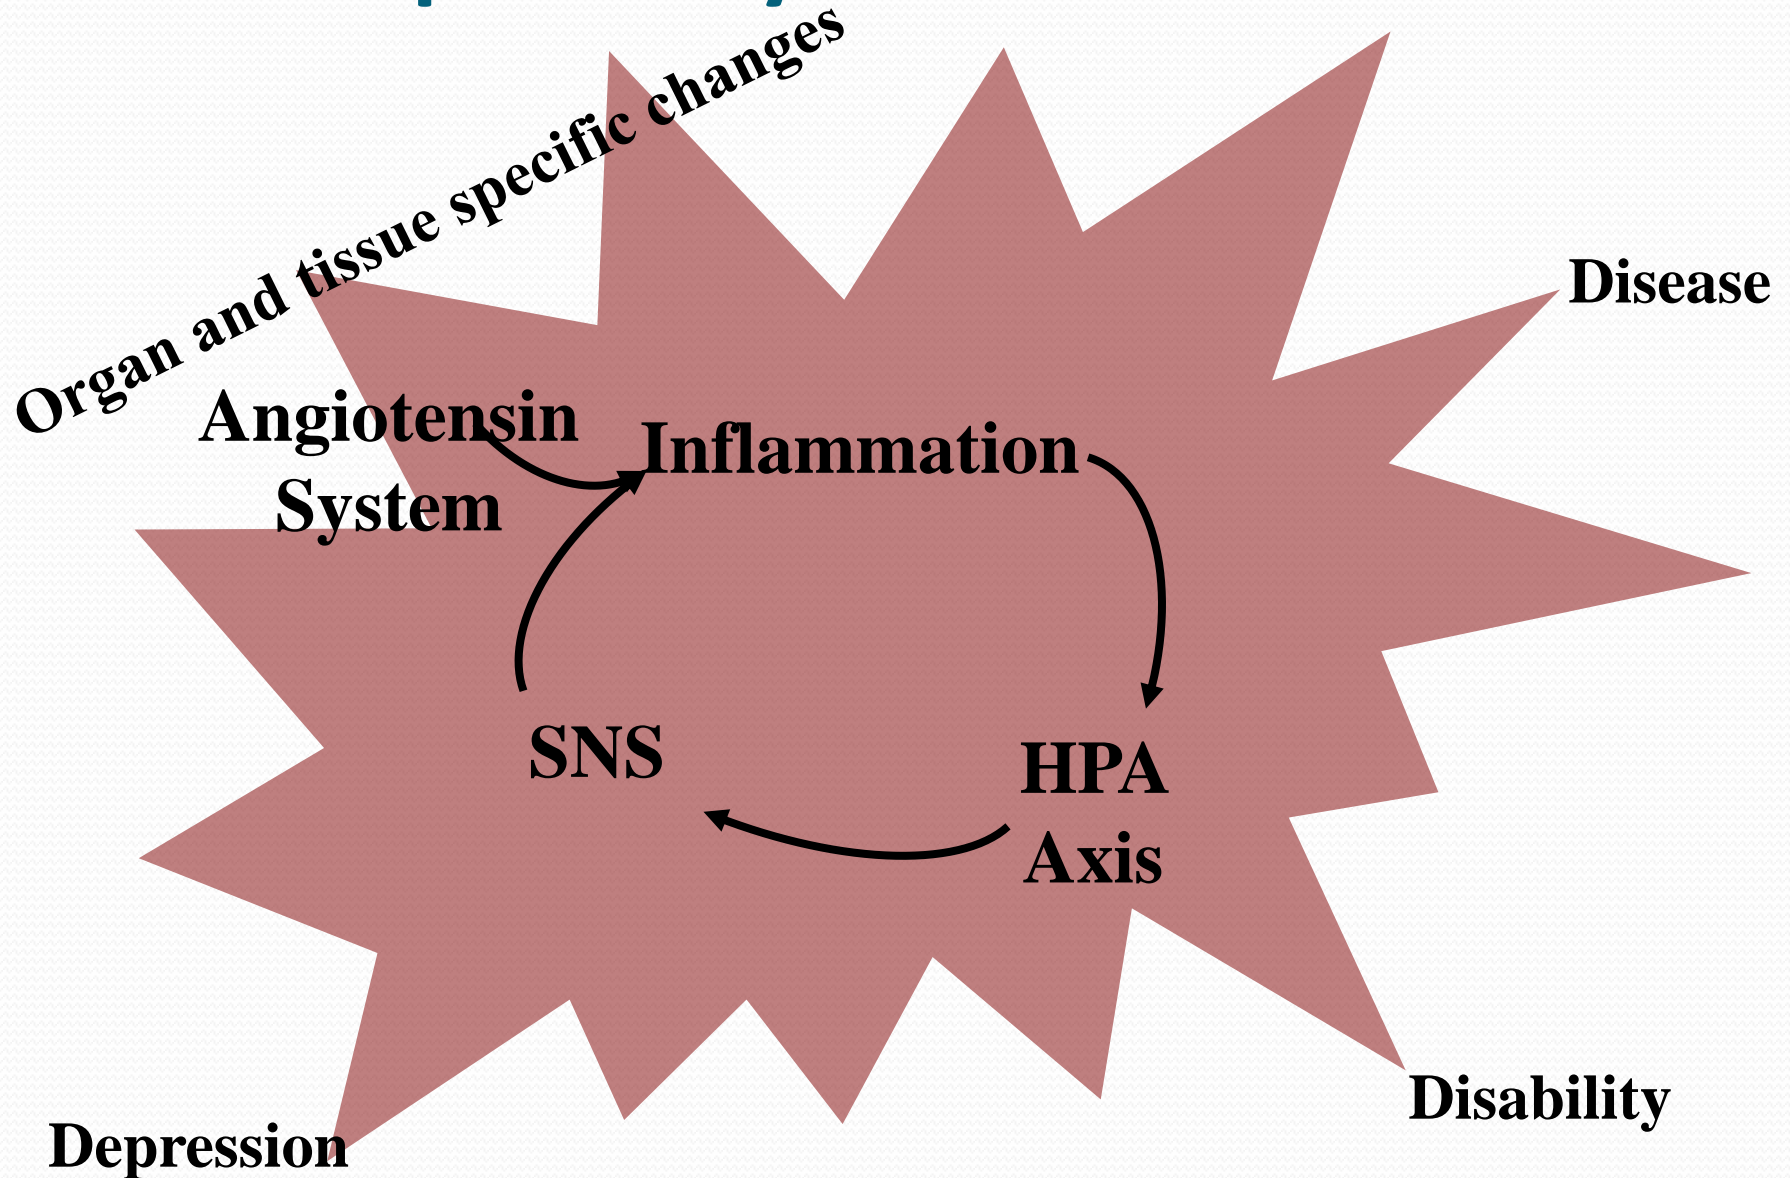 Organ and tissue specific changes
Disease
Angiotensin
System
Inflammation
SNS
HPA
Axis
Disability
Depression